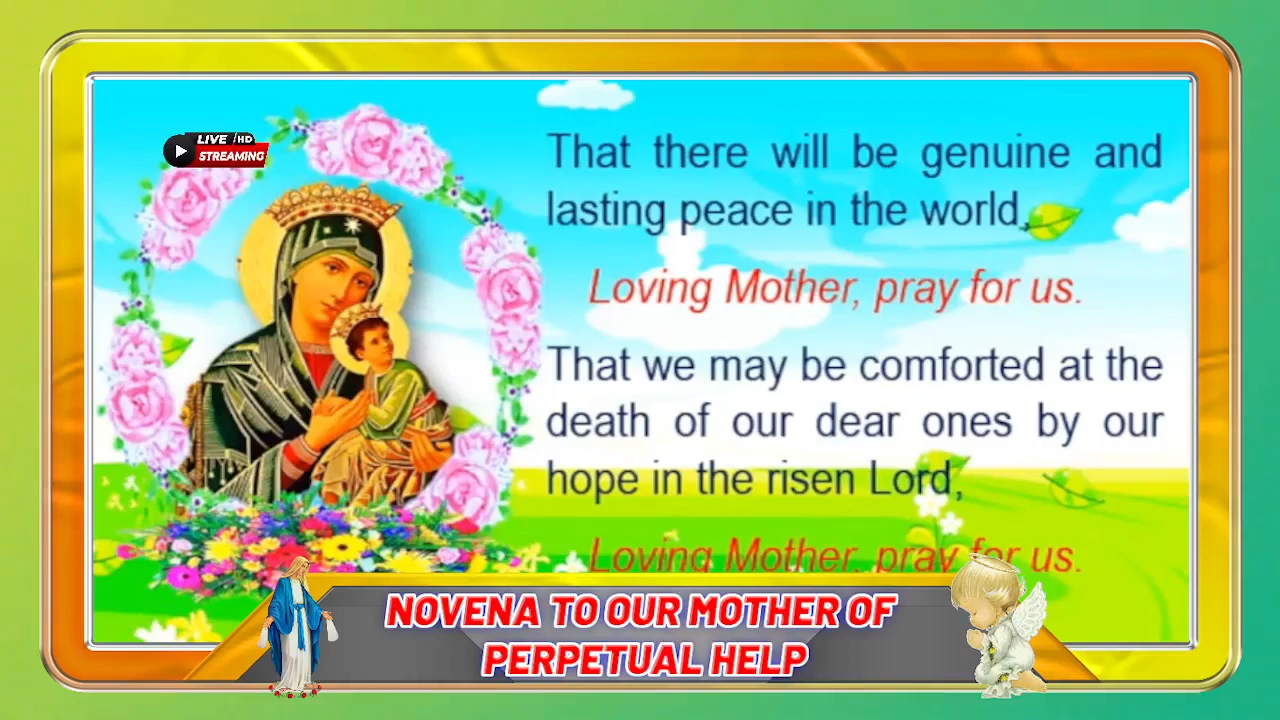 LIVE /HD
STREAMING
That there will be genuine and
lasting peace in the world,
Loving Mother, pray for us.
That we may be comforted at the
death of our dear ones by our
hope in the risen Lord,
Loving Mother, pray for us.
NOVENA TO OUR MOTHER OF
PERPETUAL HELP